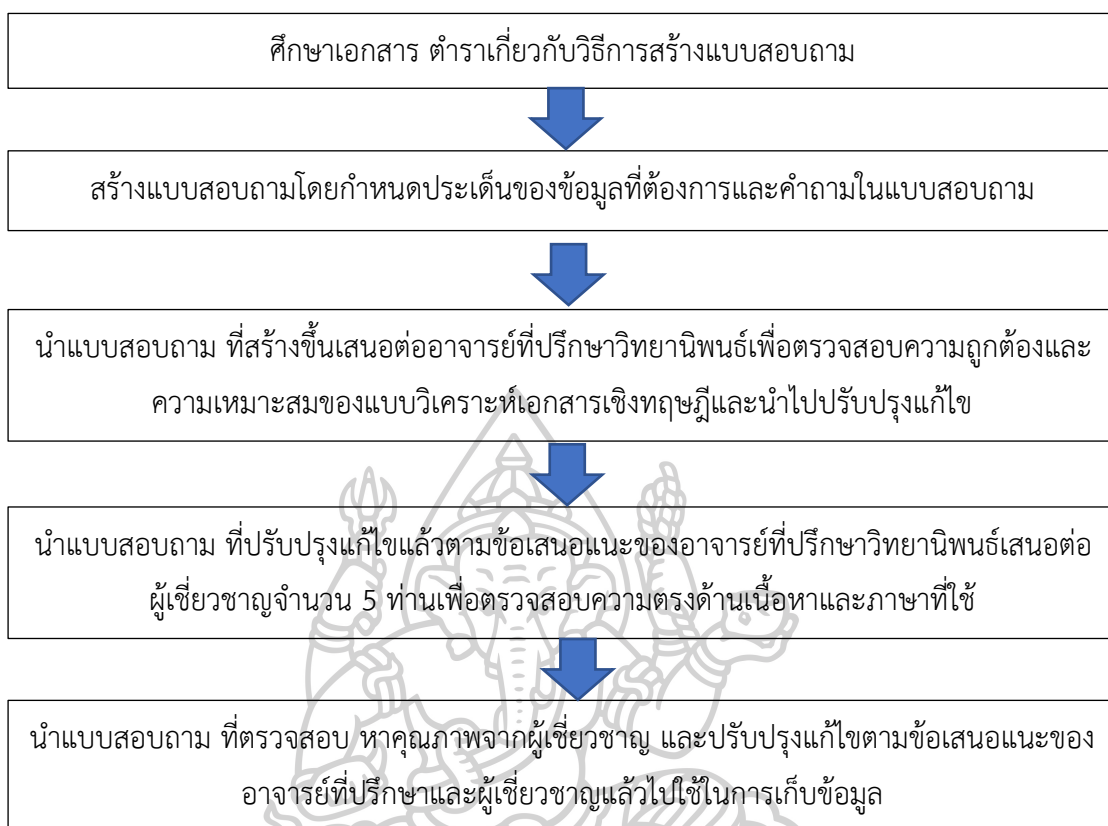 ศึกษาเอกสาร ตำราเกี่ยวกับวิธีการสร้างแบบสอบถาม
สร้างแบบสอบถามโดยกำหนดประเด็นของข้อมูลที่ต้องการและคำถามในแบบสอบถาม
นำแบบสอบถาม ที่สร้างขึ้นเสนอต่ออาจารย์ที่ปรึกษาวิทยานิพนธ์เพื่อตรวจสอบความถูกต้องและ
ความเหมาะสมของแบบวิเคราะห์เอกสารเชิงทฤษฎีและนำไปปรับปรุงแก้ไข
นำแบบสอบถาม ที่ปรับปรุงแก้ไขแล้วตามข้อเสนอแนะของอาจารย์ที่ปรึกษาวิทยานิพนธ์เสนอต่อ
ผู้เชี่ยวชาญจำนวน 5 ท่านเพื่อตรวจสอบความตรงด้านเนื้อหาและภาษาที่ใช้
นำแบบสอบถาม ที่ตรวจสอบ หาคุณภาพจากผู้เชี่ยวชาญ และปรับปรุงแก้ไขตามข้อเสนอแนะของ
อาจารย์ที่ปรึกษาและผู้เชี่ยวชาญแล้วไปใช้ในการเก็บข้อมูล